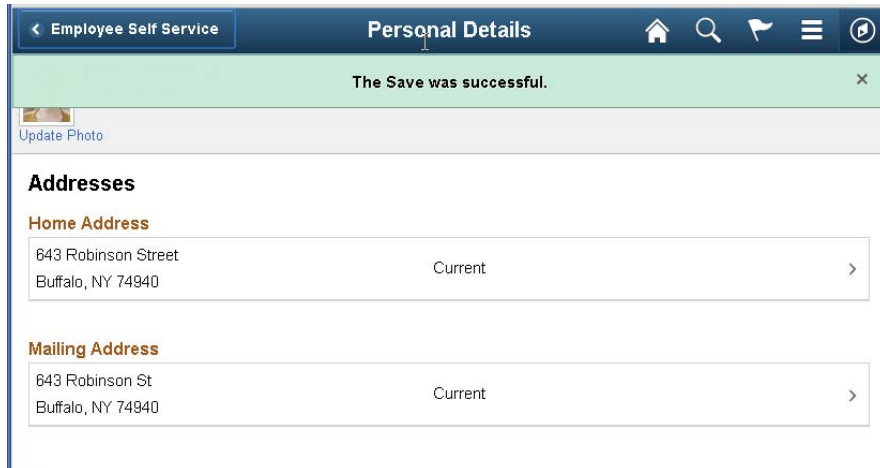 Employee Self Service
Personal Details
The Save was successful.
Update Photo
Addresses
Home Address
643 Robinson Street
Buffalo, NY 74940
Current
Mailing Address
643 Robinson St
Buffalo, NY 74940
Current